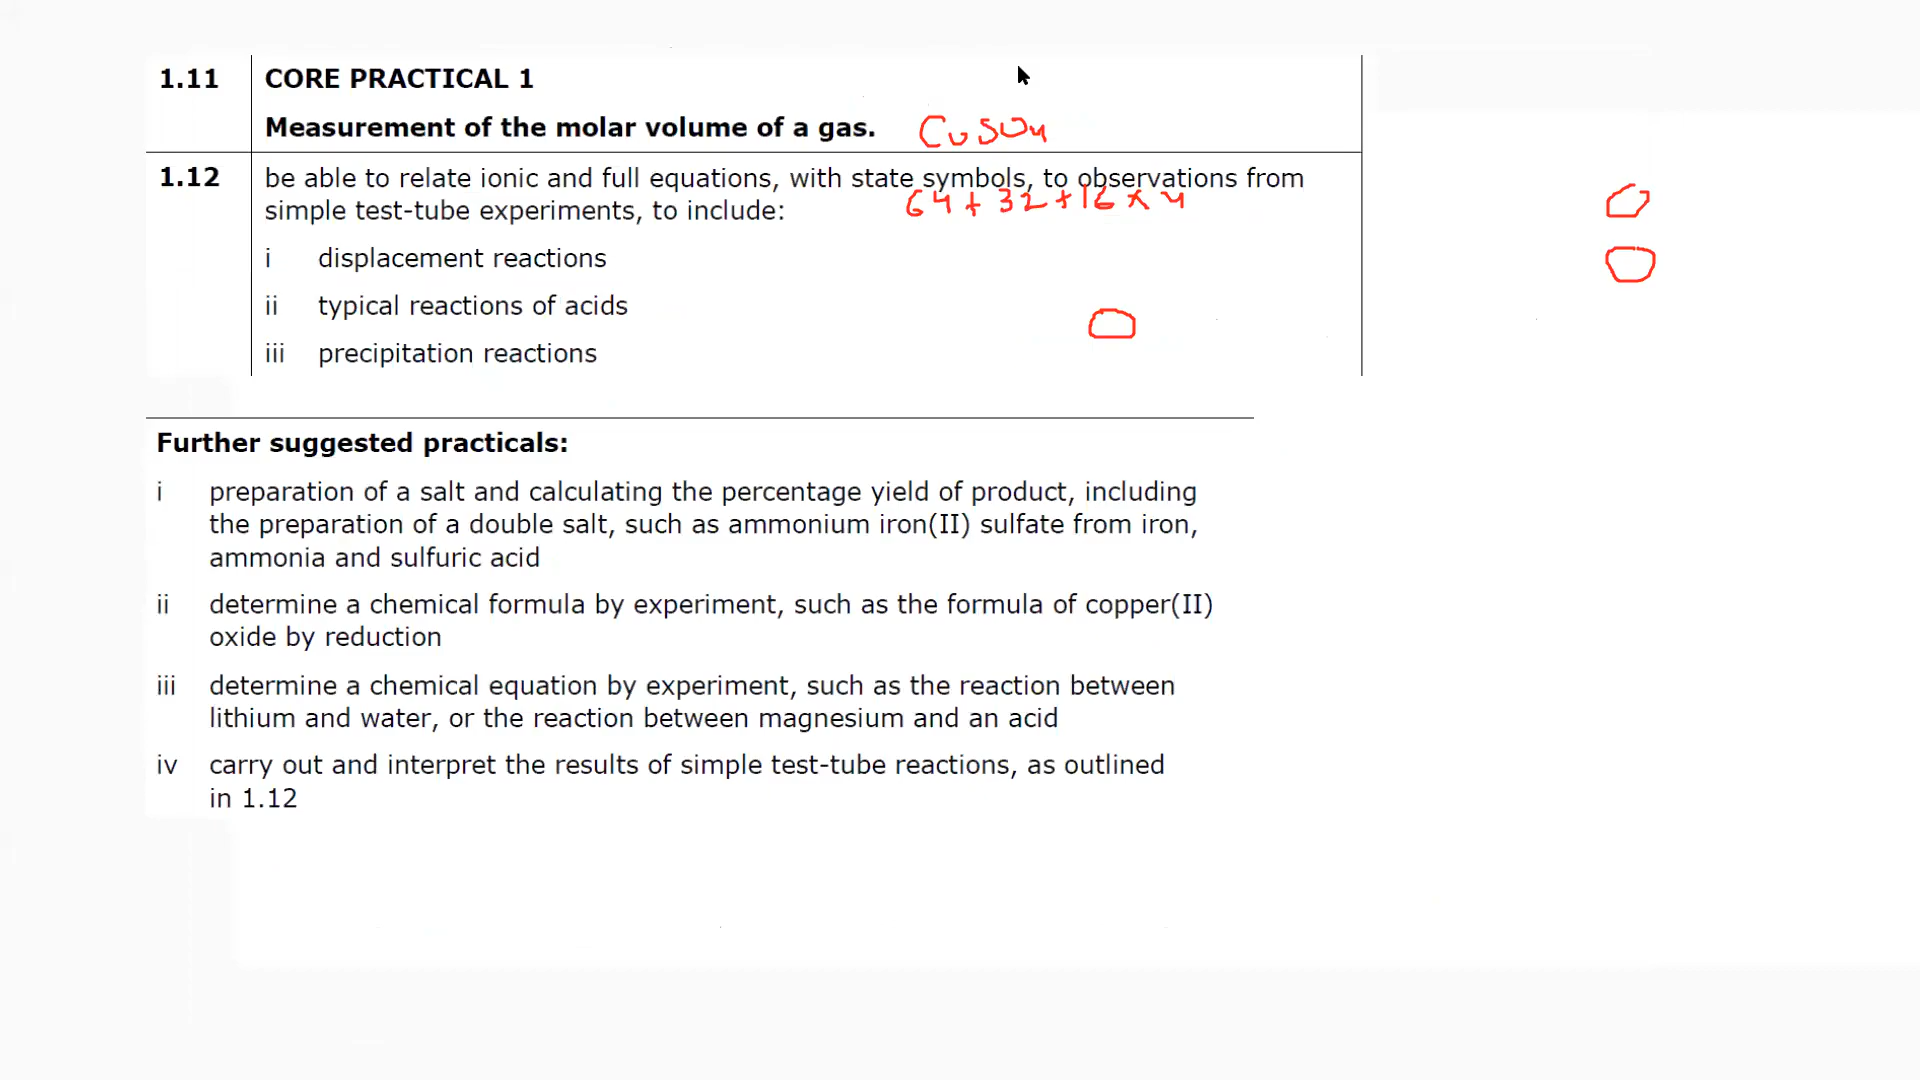 1.11 CORE PRACTICAL 1
Measurement of the molar volume of a gas. CuSO4
1.12 be able to relate ionic and full equations, with state symbols, to observations from
64+32+16×4
simple test-tube experiments, to include:
i displacement reactions
ii typical reactions of acids
iii precipitation reactions
Further suggested practicals:
i preparation of a salt and calculating the percentage yield of product, including
the preparation of a double salt, such as ammonium iron(II) sulfate from iron,
ammonia and sulfuric acid
ii determine a chemical formula by experiment, such as the formula of copper(II)
oxide by reduction
iii determine a chemical equation by experiment, such as the reaction between
lithium and water, or the reaction between magnesium and an acid
iv carry out and interpret the results of simple test-tube reactions, as outlined
in 1.12